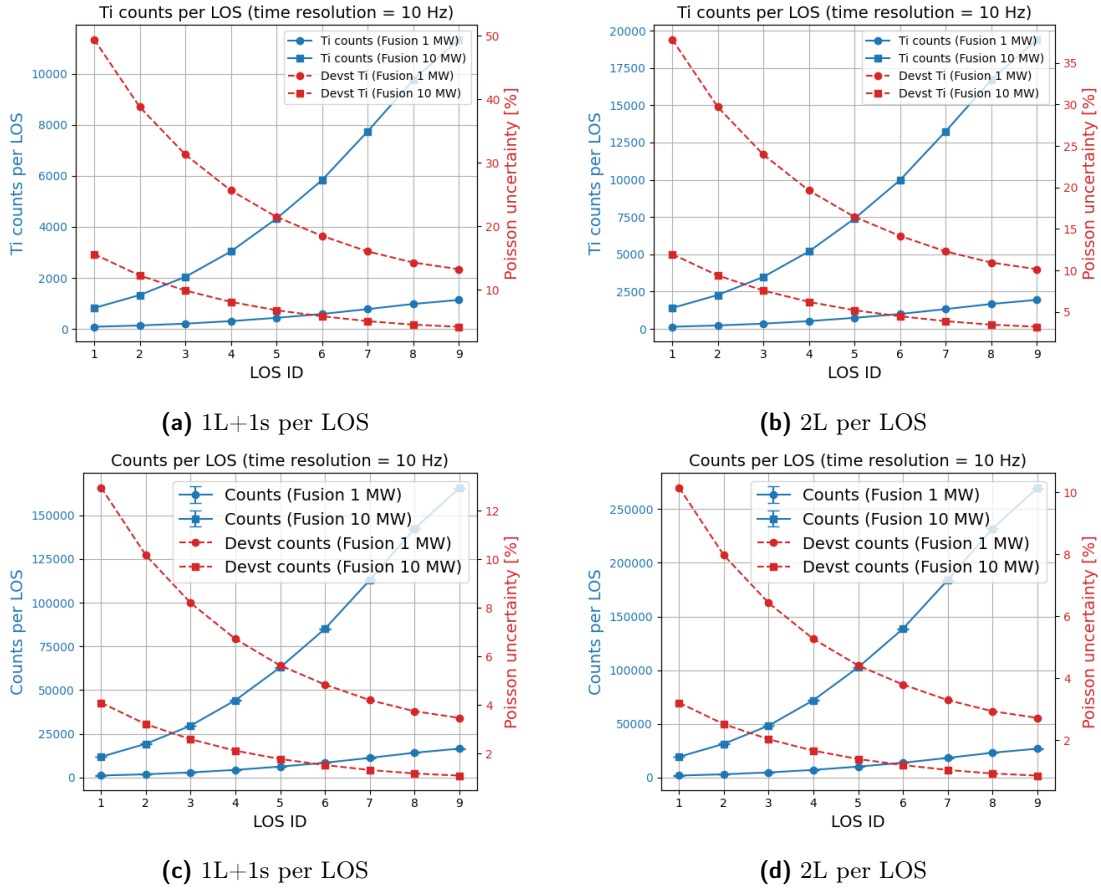 Ti counts per LOS (time resolution = 10 Hz)
Ti counts (Fusion 1 MW)
Ti counts (Fusion 10 MW)
Devst Ti (Fusion 1 MW)
Devst Ti (Fusion 10 MW)
Ti counts per LOS
10000
8000
6000
4000
2000
0
Poisson uncertainty [%]
50
40
30
20
10
1 2 3 4 5 6 7 8 9
LOS ID
(a) 1L+1s per LOS
Ti counts per LOS (time resolution = 10 Hz)
Ti counts (Fusion 1 MW)
Ti counts (Fusion 10 MW)
Devst Ti (Fusion 1 MW)
Devst Ti (Fusion 10 MW)
Ti counts per LOS
20000
17500
15000
12500
10000
7500
5000
2500
0
Poisson uncertainty [%]
35
30
25
20
15
10
5
1 2 3 4 5 6 7 8 9
LOS ID
(b) 2L per LOS
Counts per LOS (time resolution = 10 Hz)
Counts (Fusion 1 MW)
Counts (Fusion 10 MW)
Devst counts (Fusion 1 MW)
Devst counts (Fusion 10 MW)
Counts per LOS
150000
125000
100000
75000
50000
25000
0
Poisson uncertainty [%]
12
10
8
6
4
2
1 2 3 4 5 6 7 8 9
LOS ID
(c) 1L+1s per LOS
Counts per LOS (time resolution = 10 Hz)
Counts (Fusion 1 MW)
Counts (Fusion 10 MW)
Devst counts (Fusion 1 MW)
Devst counts (Fusion 10 MW)
Counts per LOS
250000
200000
150000
100000
50000
0
Poisson uncertainty [%]
10
8
6
4
2
1 2 3 4 5 6 7 8 9
LOS ID
(d) 2L per LOS